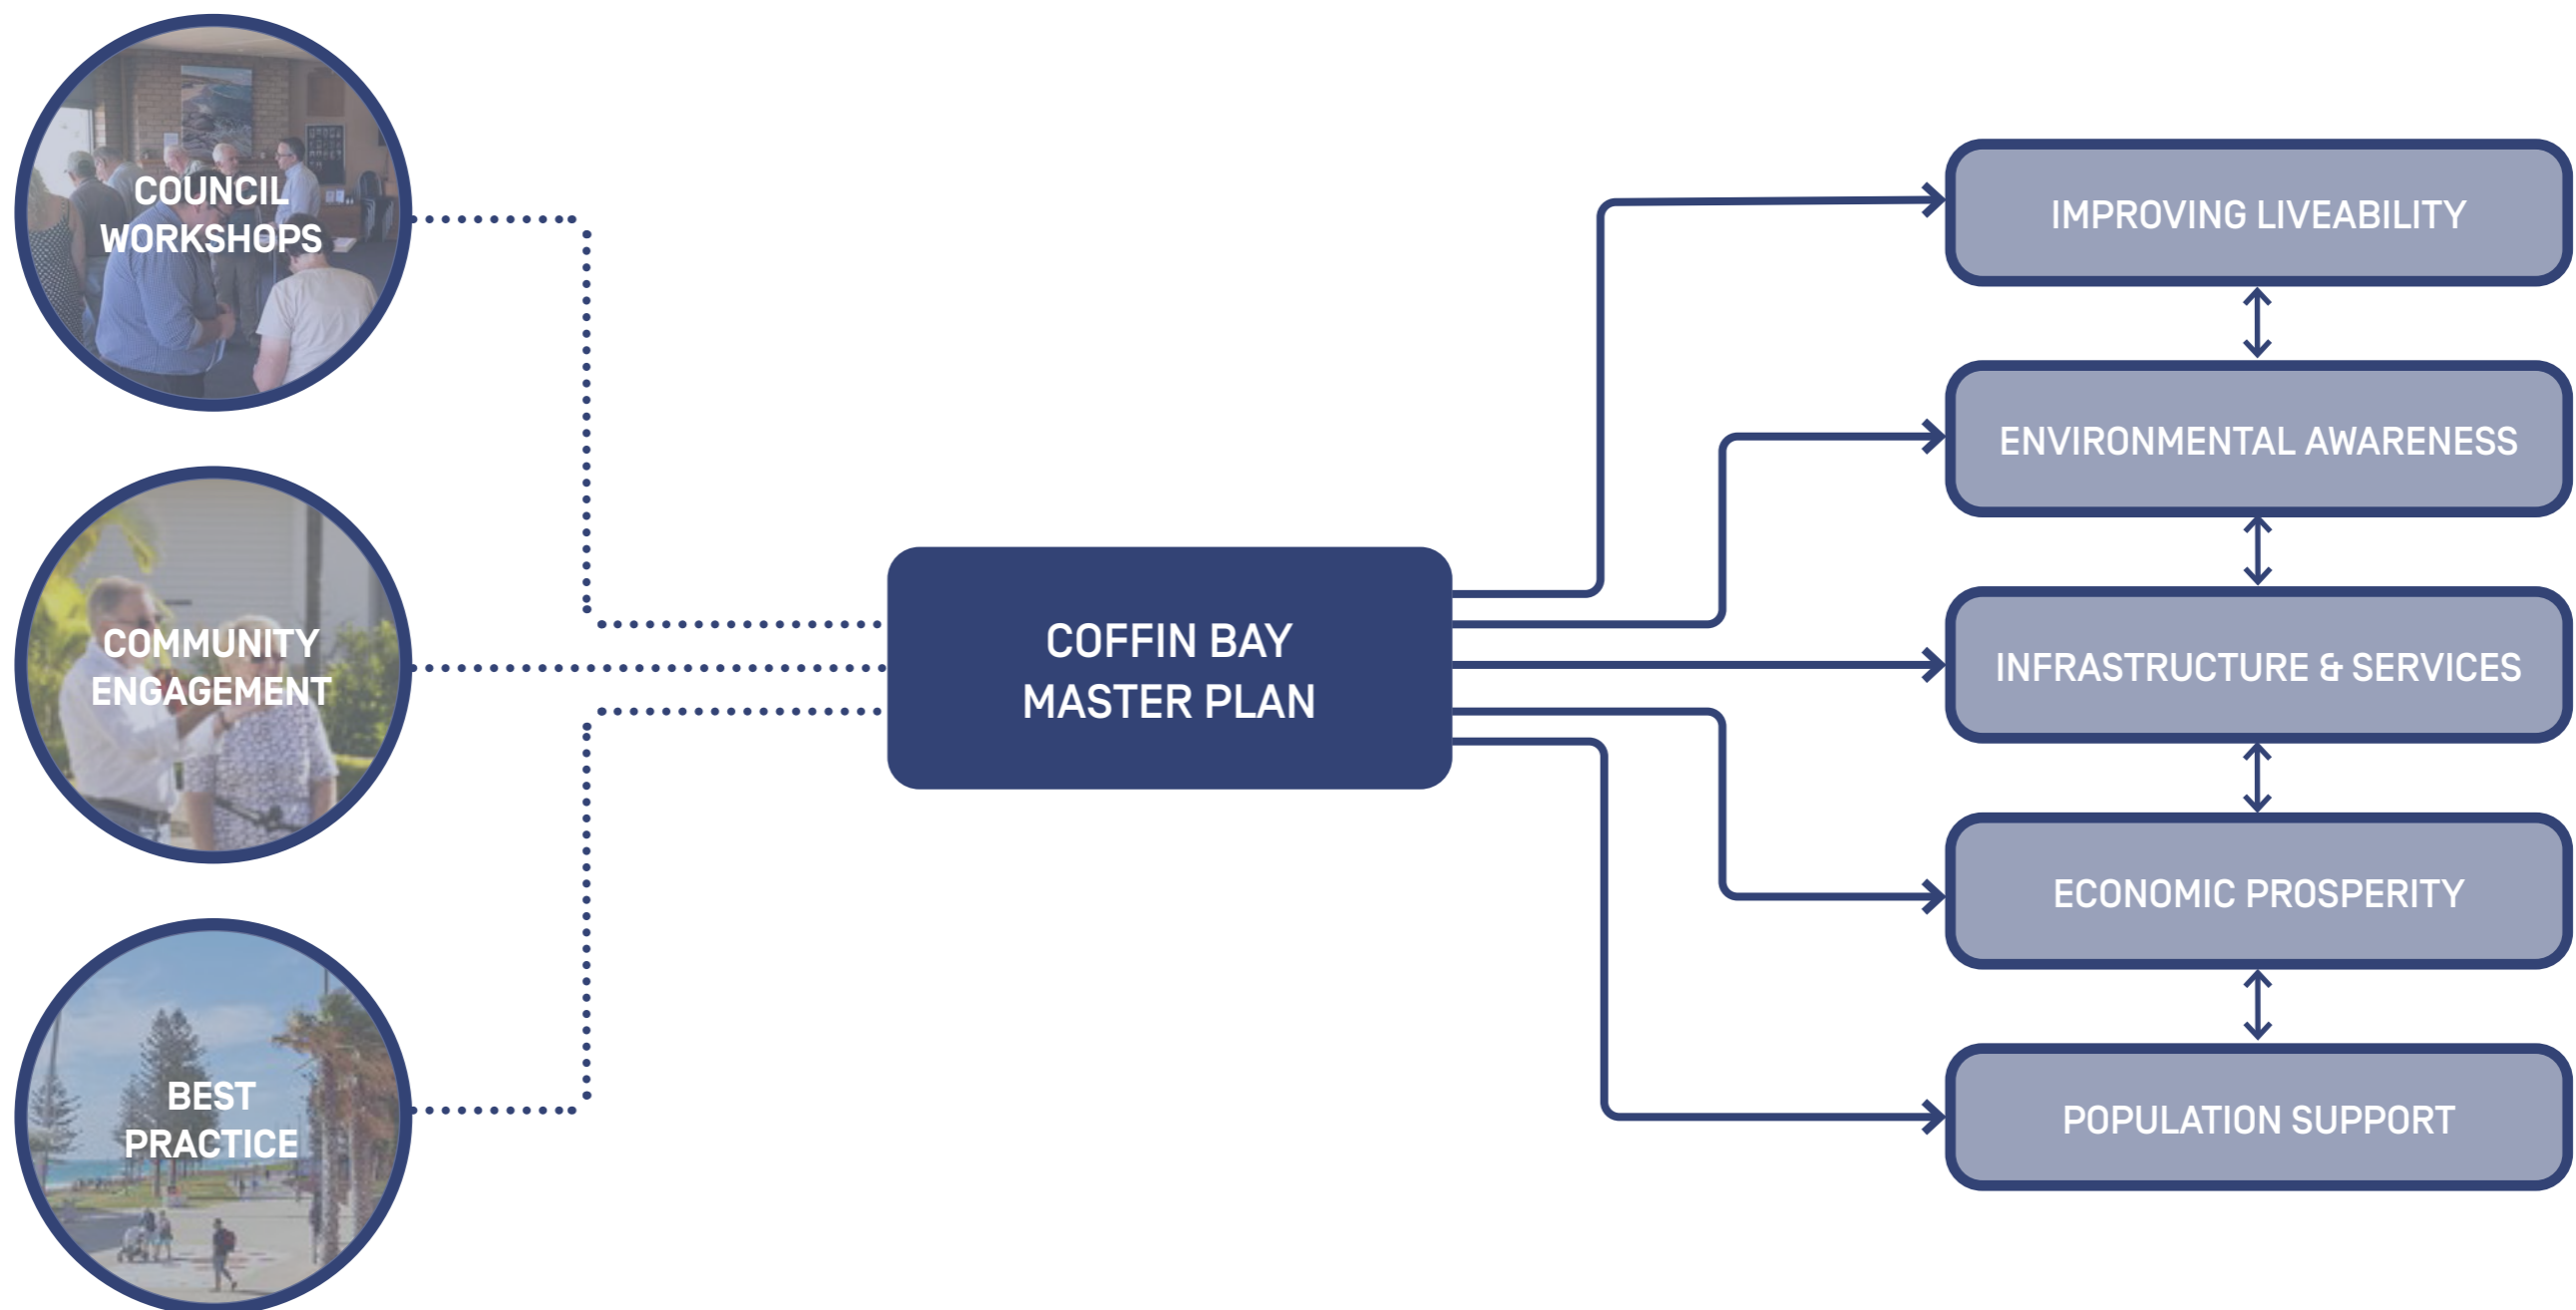 COUNCIL
WORKSHOPS
COMMUNITY
ENGAGEMENT
BEST
PRACTICE
COFFIN BAY
MASTER PLAN
IMPROVING LIVEABILITY
ENVIRONMENTAL AWARENESS
INFRASTRUCTURE & SERVICES
ECONOMIC PROSPERITY
POPULATION SUPPORT